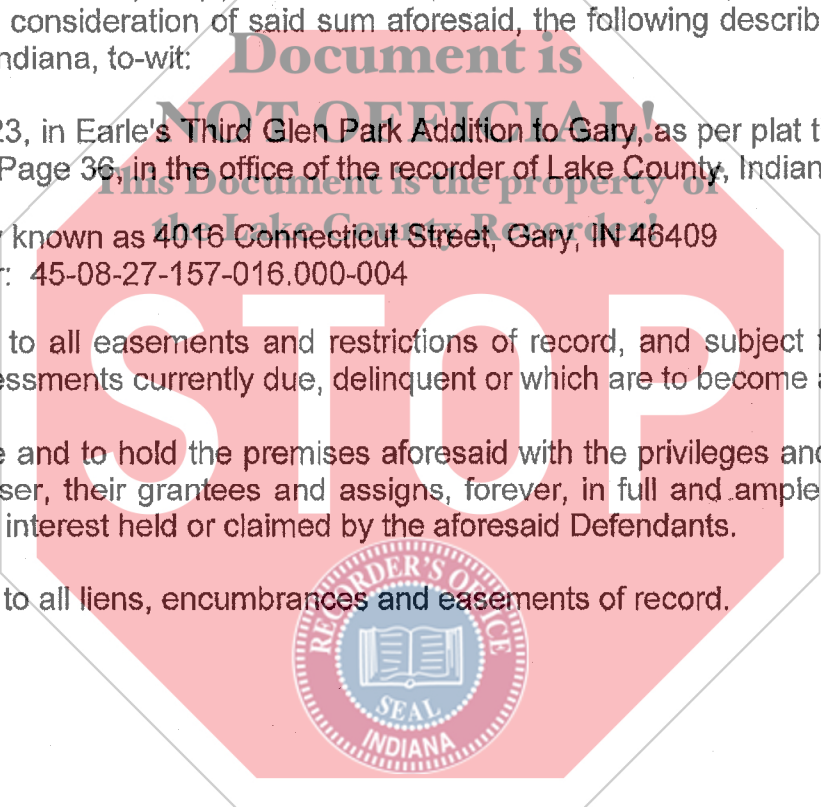 consideration of said sum aforesaid, the following describ
ndiana, to-wit:
Document is
NOT OFFICIAL!
This Document is the property of
the Lake County Recorder!
23, in Earle's Third Glen Park Addition to Gary, as per plat t
Page 36, in the office of the recorder of Lake County, Indian
known as 4016 Connecticut Street, Gary, IN 46409
r: 45-08-27-157-016.000-004
to all easements and restrictions of record, and subject t
essments currently due, delinquent or which are to become a
e and to hold the premises aforesaid with the privileges and
ser, their grantees and assigns, forever, in full and ample
interest held or claimed by the aforesaid Defendants.
to all liens, encumbrances and easements of record.
STOP
RECORDER'S OFFICE
SEAL
INDIANA